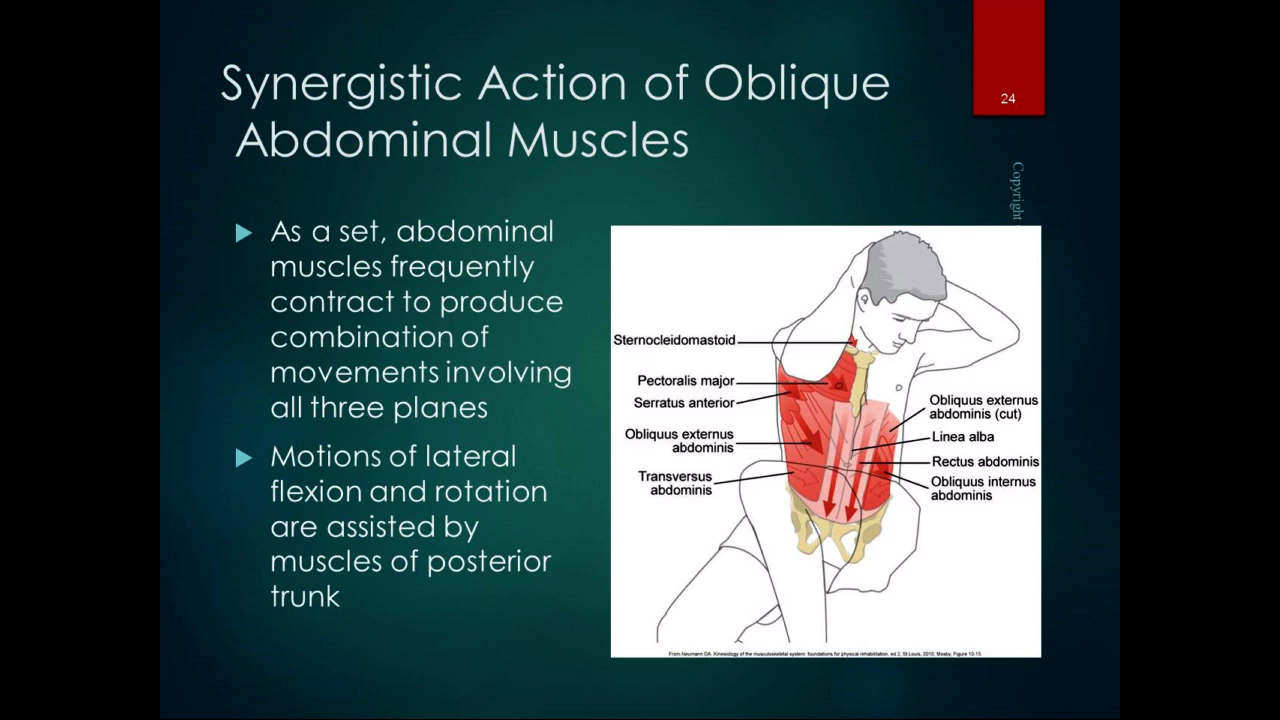 Synergistic Action of Oblique
Abdominal Muscles
24
Copyright
As a set, abdominal
muscles frequently
contract to produce
combination of
movements involving
all three planes
Motions of lateral
flexion and rotation
are assisted by
muscles of posterior
trunk
Sternocleidomastoid
Pectoralis major
Serratus anterior
Obliquus externus
abdominis
Transversus
abdominis
Obliquus externus
abdominis (cut)
Linea alba
Rectus abdominis
Obliquus internus
abdominis
From Neumann DA: Kinesiology of the musculoskeletal system: foundations for physical rehabilitation, ed 2, St Louis, 2010, Mosby, Figure 10-15.